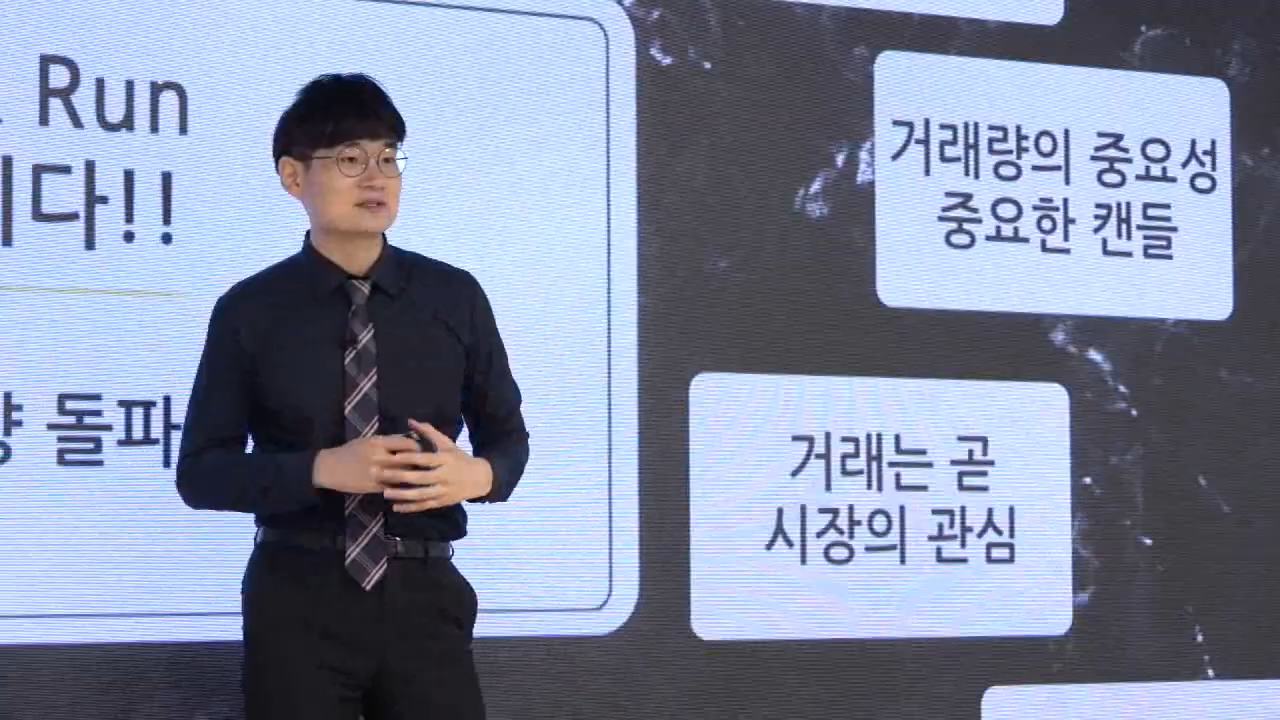 Run
다!!
돌파
거래량의 중요성
중요한 캔들
거래는 곧
시장의 관심